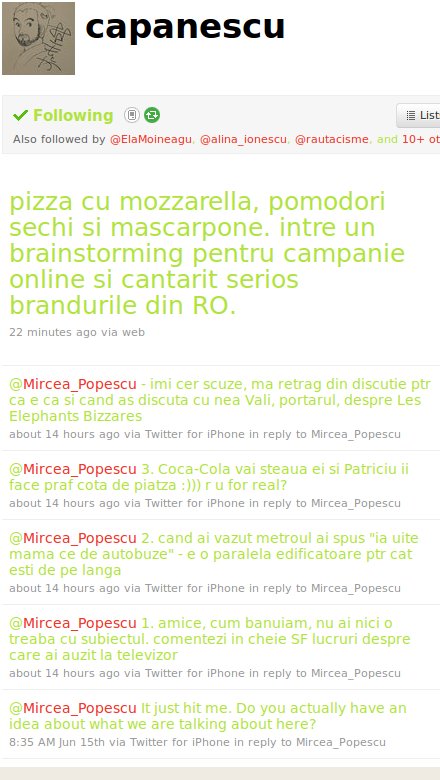 capanescu
Following
List
Also followed by @ElaMoineagu, @alina_ionescu, @rautacisme, and 10+ ot
pizza cu mozzarella, pomodori
sechi si mascarpone. intre un
brainstorming pentru campanie
online si cantarit serios
brandurile din RO.
22 minutes ago via web
@Mircea_Popescu - imi cer scuze, ma retrag din discutie ptr
ca e ca si cand as discuta cu nea Vali, portarul, despre Les
Elephants Bizzares
about 14 hours ago via Twitter for iPhone in reply to Mircea_Popescu
@Mircea_Popescu 3. Coca-Cola vai steaua ei si Patriciu ii
face praf cota de piatza :))) r u for real?
about 14 hours ago via Twitter for iPhone in reply to Mircea_Popescu
@Mircea_Popescu 2. cand ai vazut metroul ai spus "ia uite
mama ce de autobuze" - e o paralela edificatoare ptr cat
esti de pe langa
about 14 hours ago via Twitter for iPhone in reply to Mircea_Popescu
@Mircea_Popescu 1. amice, cum banuiam, nu ai nici o
treaba cu subiectul. comentezi in cheie SF lucruri despre
care ai auzit la televizor
about 14 hours ago via Twitter for iPhone in reply to Mircea_Popescu
@Mircea_Popescu It just hit me. Do you actually have an
idea about what we are talking about here?
8:35 AM Jun 15th via Twitter for iPhone in reply to Mircea_Popescu